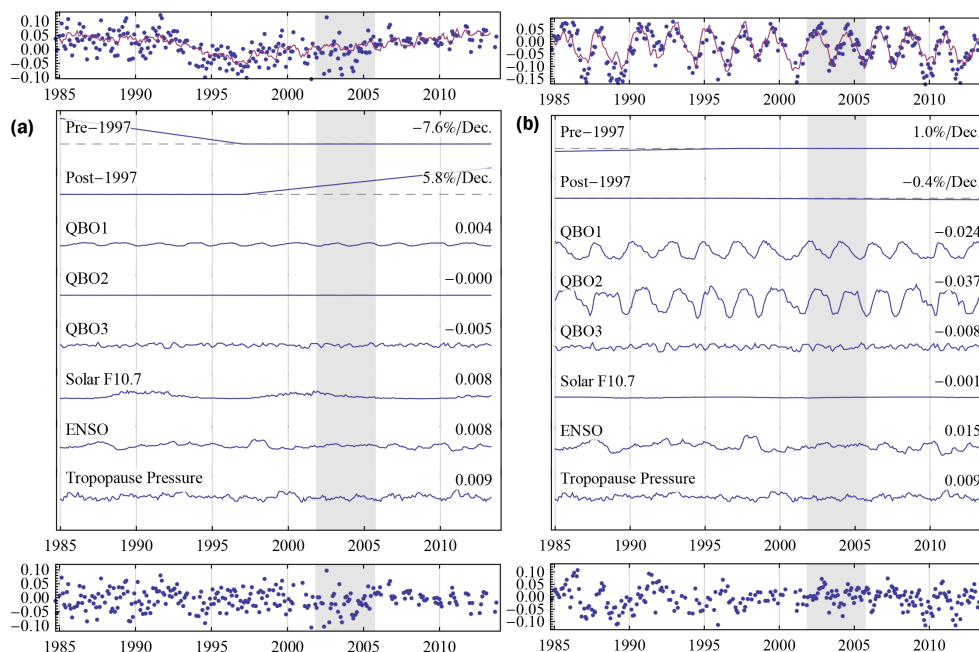 0.10
0.05
0.00
−0.05
−0.10
1985 1990 1995 2000 2005 2010
(a)
Pre−1997 −7.6%/Dec.
Post−1997 5.8%/Dec.
QBO1 0.004
QBO2 −0.000
QBO3 −0.005
Solar F10.7 0.008
ENSO 0.008
Tropopause Pressure 0.009
1985 1990 1995 2000 2005 2010
0.10
0.05
0.00
−0.05
−0.10
1985 1990 1995 2000 2005 2010
0.05
0.00
−0.05
−0.10
−0.15
1985 1990 1995 2000 2005 2010
(b)
Pre−1997 1.0%/Dec.
Post−1997 −0.4%/Dec.
QBO1 −0.024
QBO2 −0.037
QBO3 −0.008
Solar F10.7 −0.001
ENSO 0.015
Tropopause Pressure 0.009
1985 1990 1995 2000 2005 2010
0.10
0.05
0.00
−0.05
1985 1990 1995 2000 2005 2010